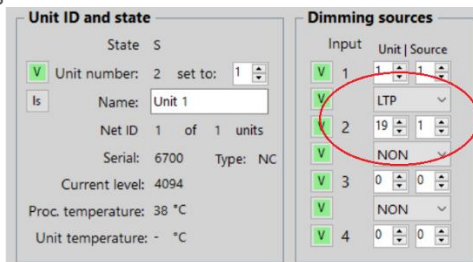 Unit ID and state
State S
V Unit number: 2 set to: 1
Is Name: Unit 1
Net ID 1 of 1 units
Serial: 6700 Type: NC
Current level: 4094
Proc. temperature: 38 °C
Unit temperature: - °C
Dimming sources
Input Unit | Source
V 1 1 1
V LTP
V 2 19 1
V NON
V 3 0 0
V NON
V 4 0 0